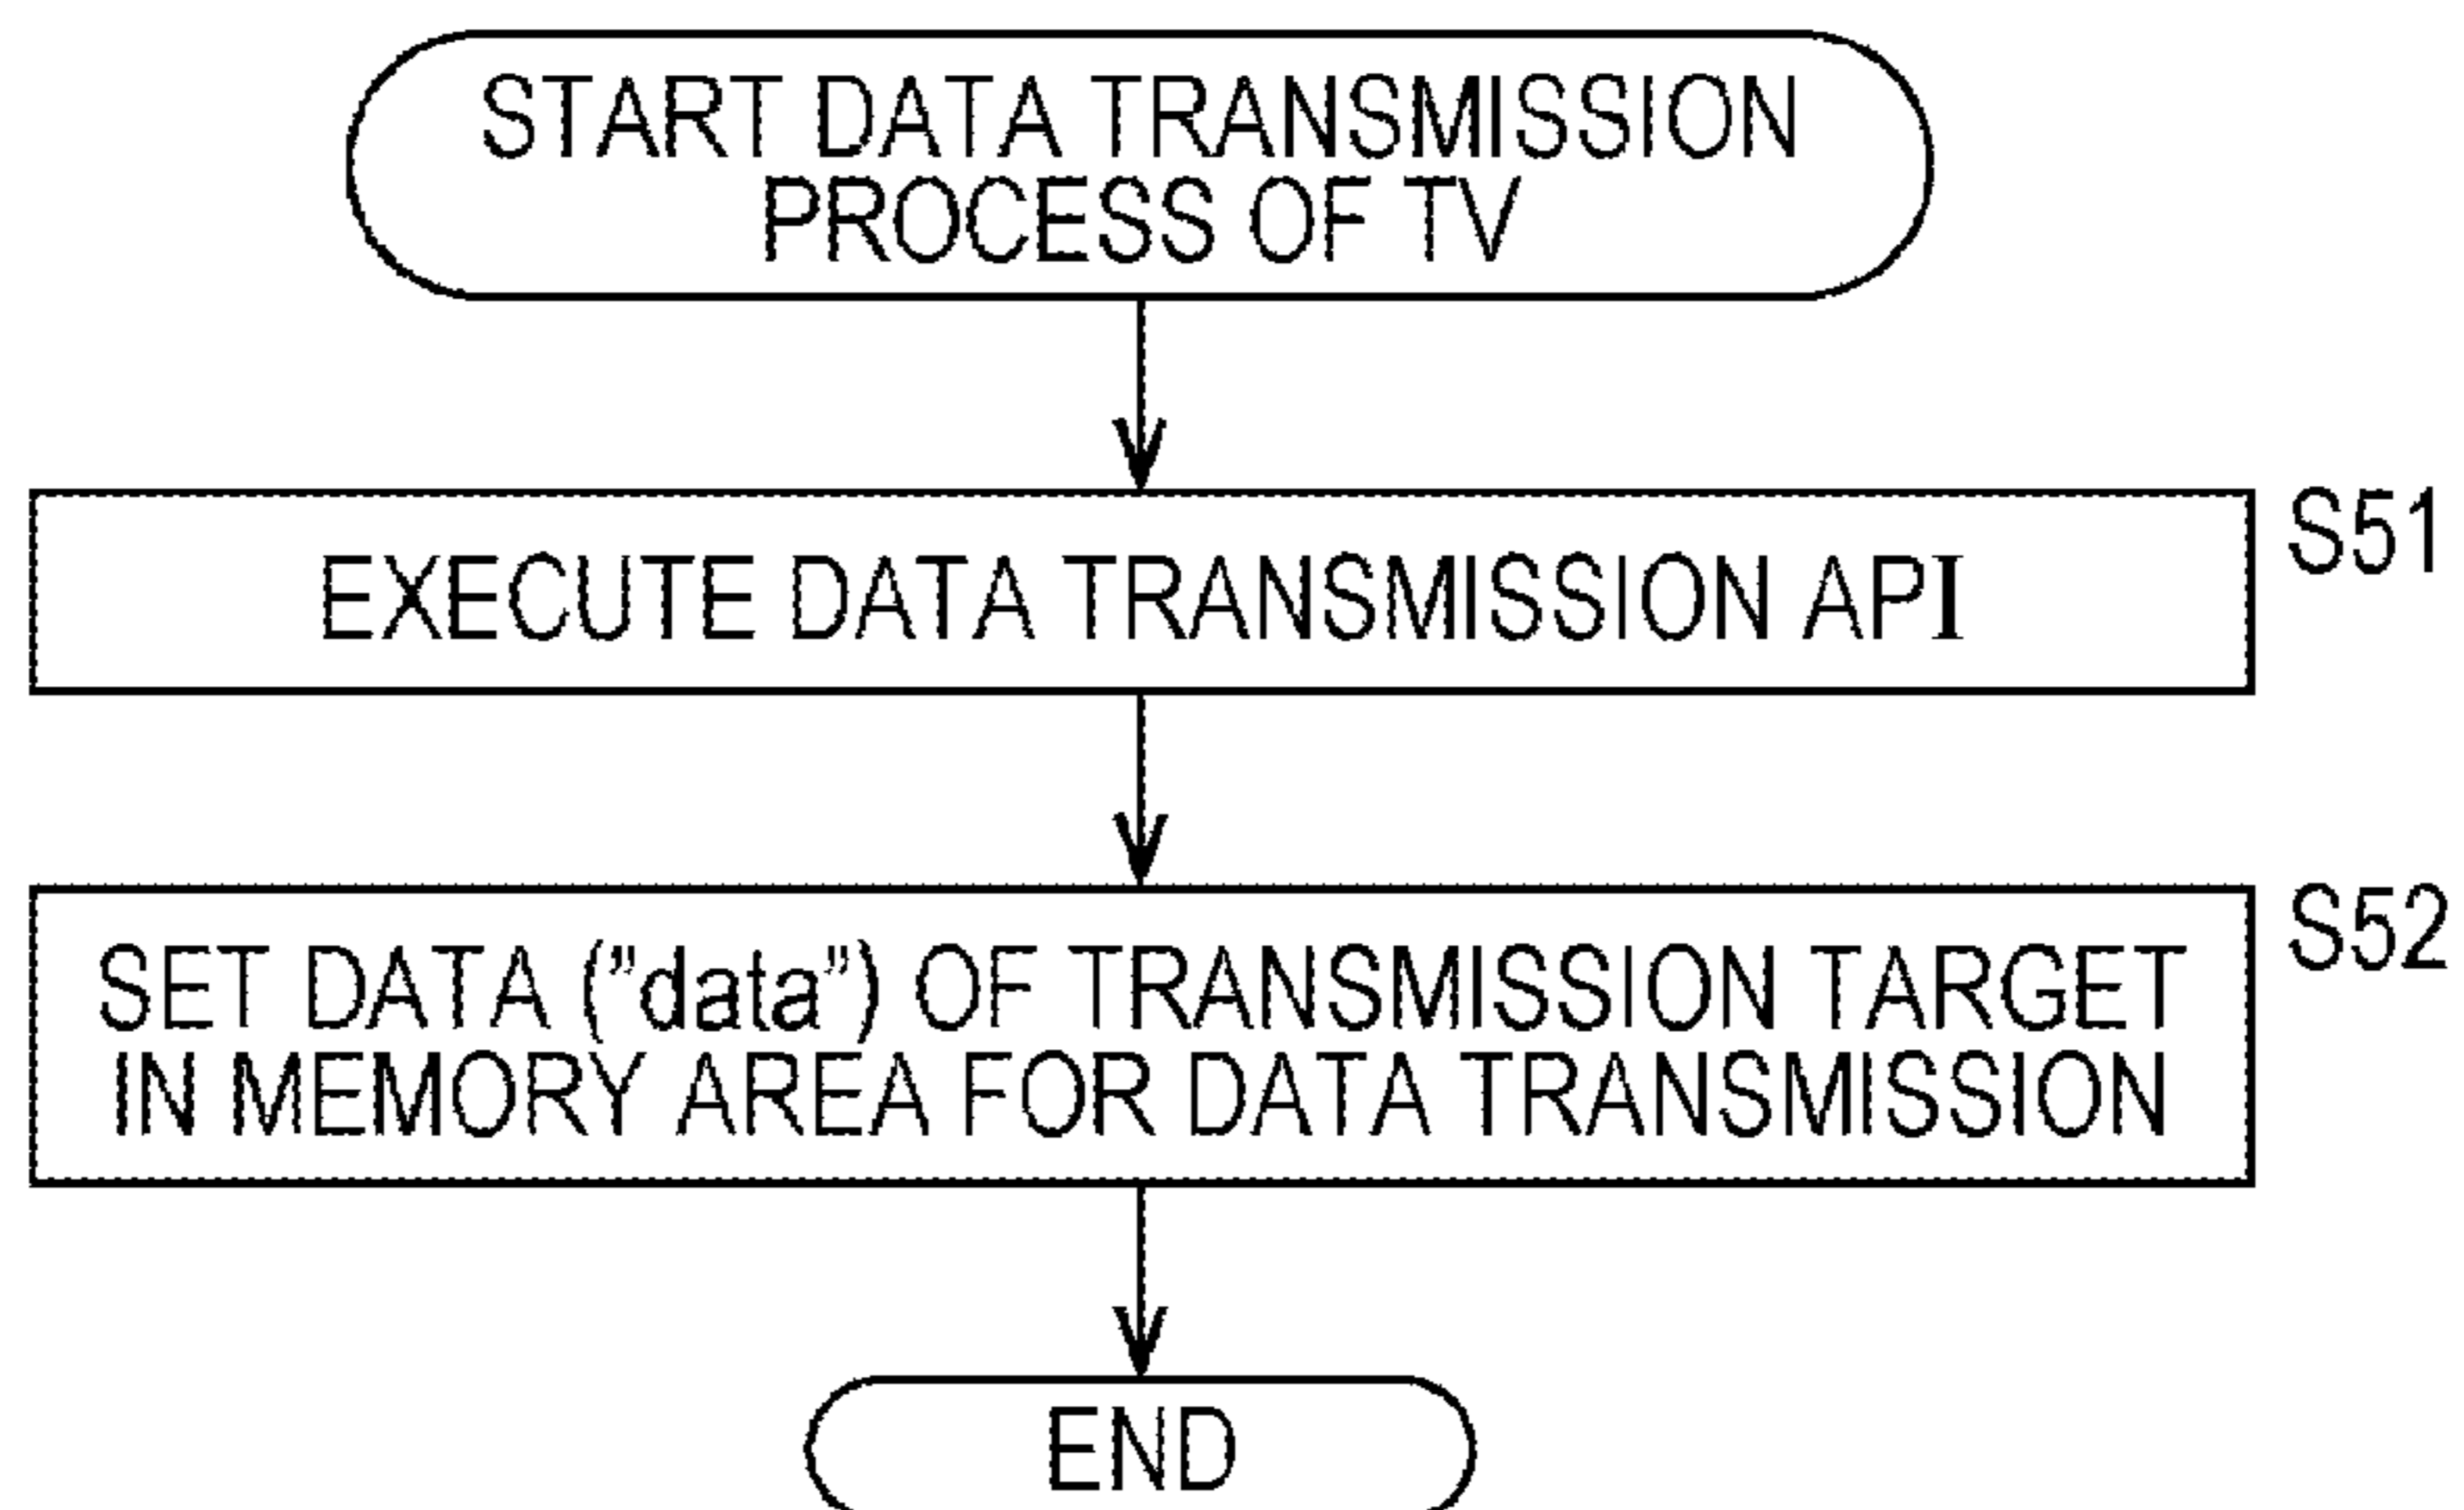 START DATA TRANSMISSION
PROCESS OF TV
S51
EXECUTE DATA TRANSMISSION API
S52
SET DATA (”data”) OF TRANSMISSION TARGET
IN MEMORY AREA FOR DATA TRANSMISSION
END